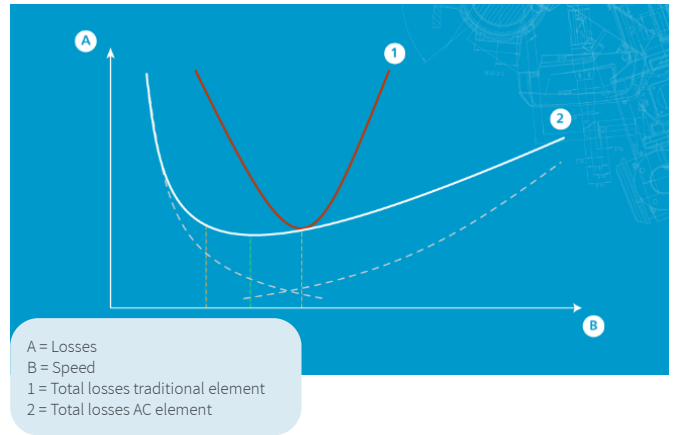 A
1
2
B
A = Losses
B = Speed
1 = Total losses traditional element
2 = Total losses AC element